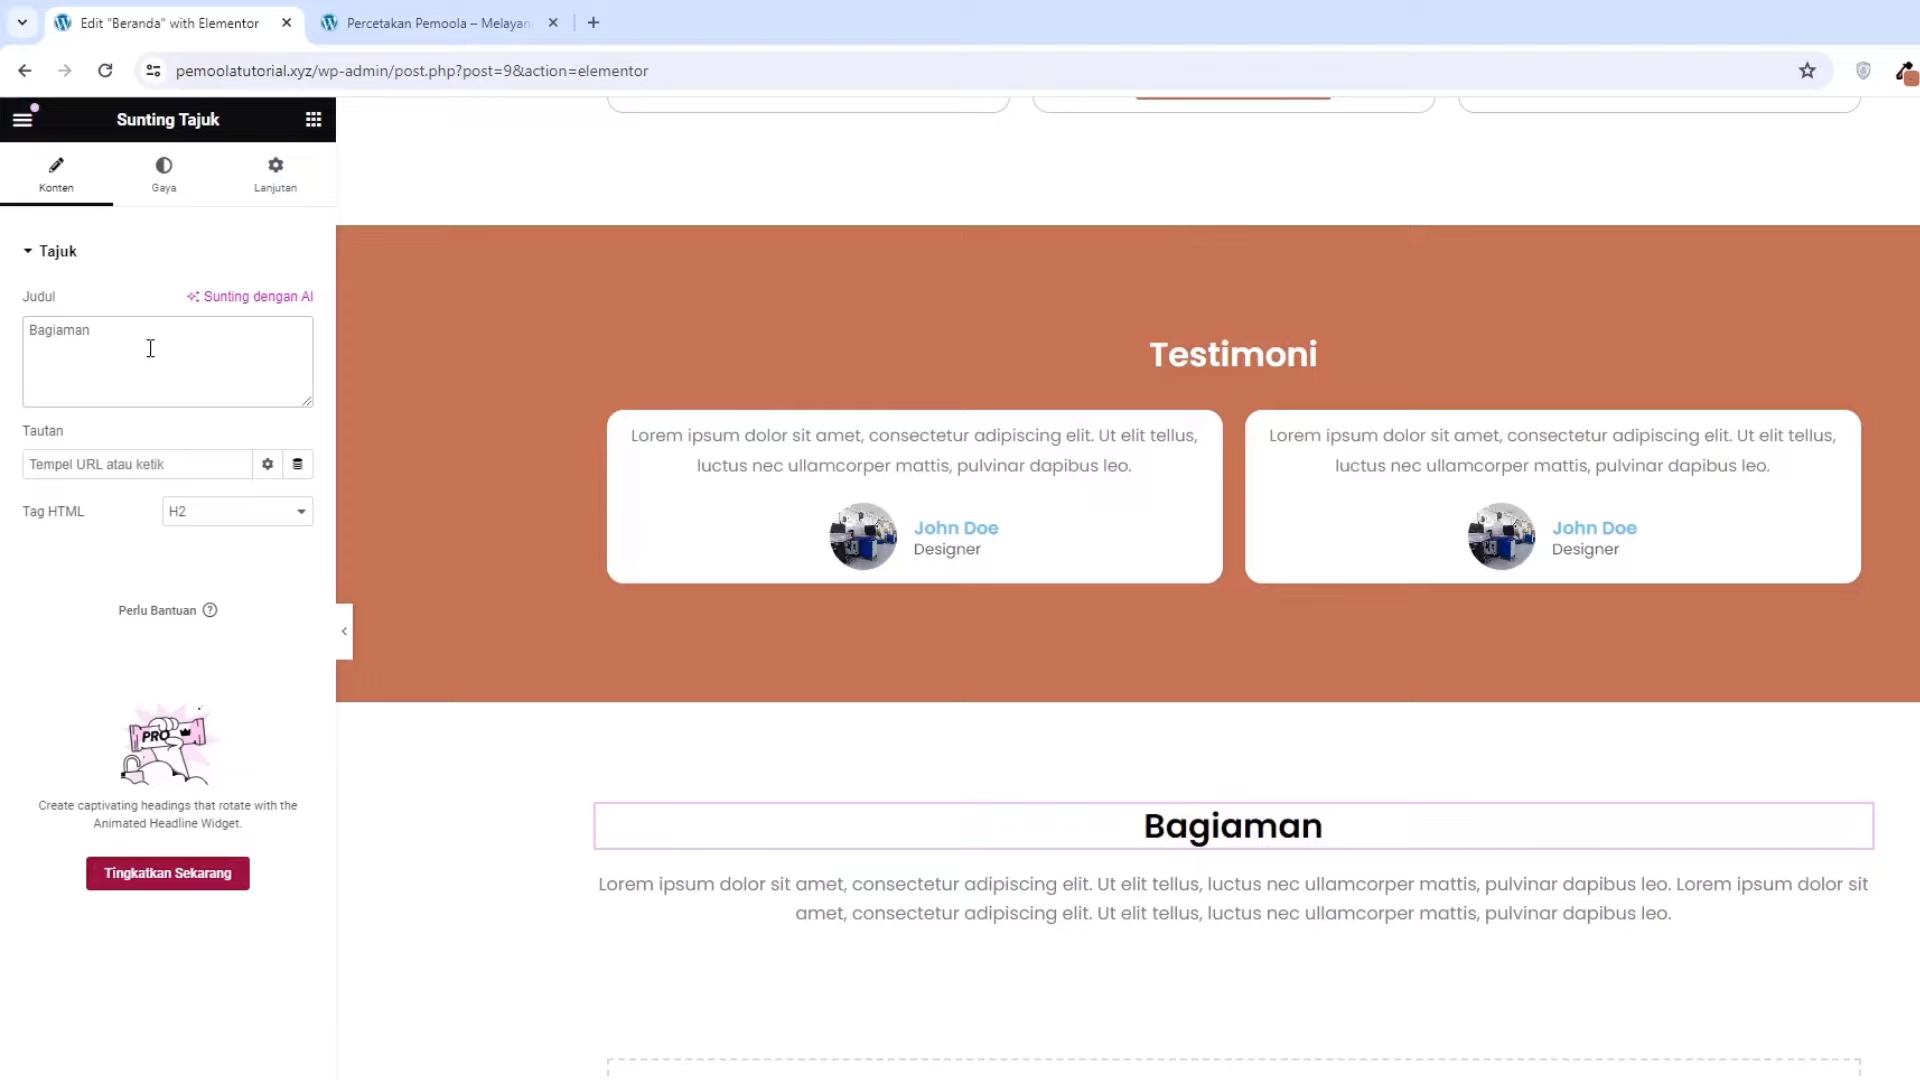 Edit "Beranda" with Elementor
Percetakan Pemoola – Melayan
pemoolatutorial.xyz/wp-admin/post.php?post=9&action=elementor
Sunting Tajuk
Konten
Gaya
Lanjutan
Tajuk
Judul
Sunting dengan AI
Bagiaman
Tautan
Tempel URL atau ketik
Tag HTML
H2
Perlu Bantuan
PRO
Create captivating headings that rotate with the
Animated Headline Widget.
Tingkatkan Sekarang
Testimoni
Lorem ipsum dolor sit amet, consectetur adipiscing elit. Ut elit tellus,
luctus nec ullamcorper mattis, pulvinar dapibus leo.
John Doe
Designer
Lorem ipsum dolor sit amet, consectetur adipiscing elit. Ut elit tellus,
luctus nec ullamcorper mattis, pulvinar dapibus leo.
John Doe
Designer
Bagiaman
Lorem ipsum dolor sit amet, consectetur adipiscing elit. Ut elit tellus, luctus nec ullamcorper mattis, pulvinar dapibus leo. Lorem ipsum dolor sit
amet, consectetur adipiscing elit. Ut elit tellus, luctus nec ullamcorper mattis, pulvinar dapibus leo.